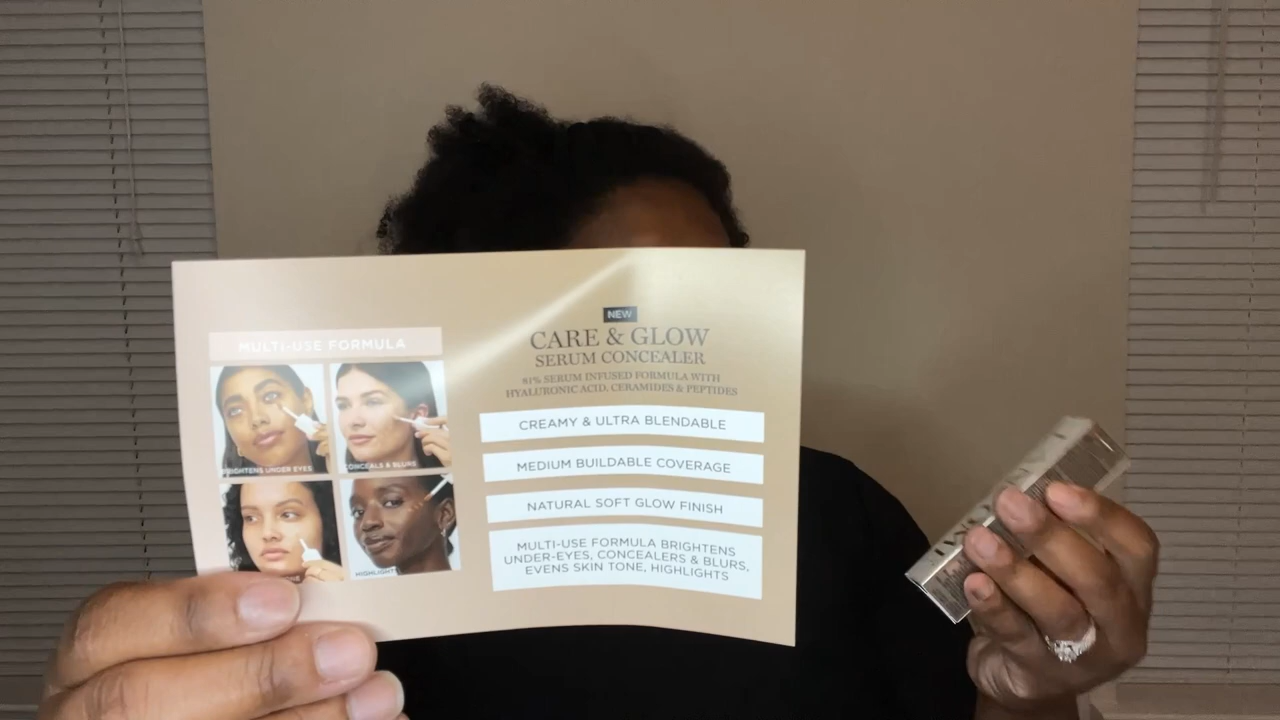 MULTI-USE FORMULA
BRIGHTENS UNDER EYES
CONCEALS & BLURS
HIGHLIGHTS
NEW
CARE & GLOW
SERUM CONCEALER
81% SERUM INFUSED FORMULA WITH
HYALURONIC ACID, CERAMIDES & PEPTIDES
CREAMY & ULTRA BLENDABLE
MEDIUM BUILDABLE COVERAGE
NATURAL SOFT GLOW FINISH
MULTI-USE FORMULA BRIGHTENS
UNDER-EYES, CONCEALERS & BLURS,
EVENS SKIN TONE, HIGHLIGHTS